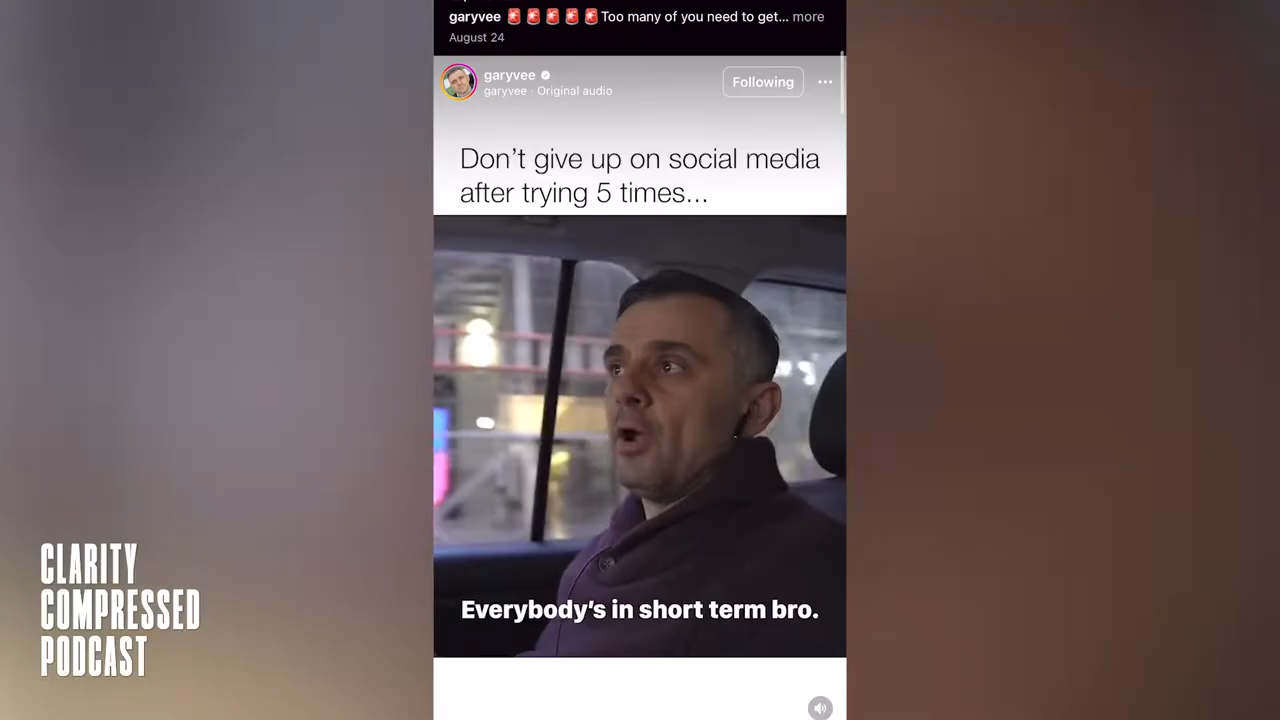 garyvee 🚨🚨🚨🚨🚨Too many of you need to get... more
August 24
garyvee
garyvee · Original audio
Following
Don't give up on social media
after trying 5 times...
Everybody's in short term bro.
CLARITY
COMPRESSED
PODCAST